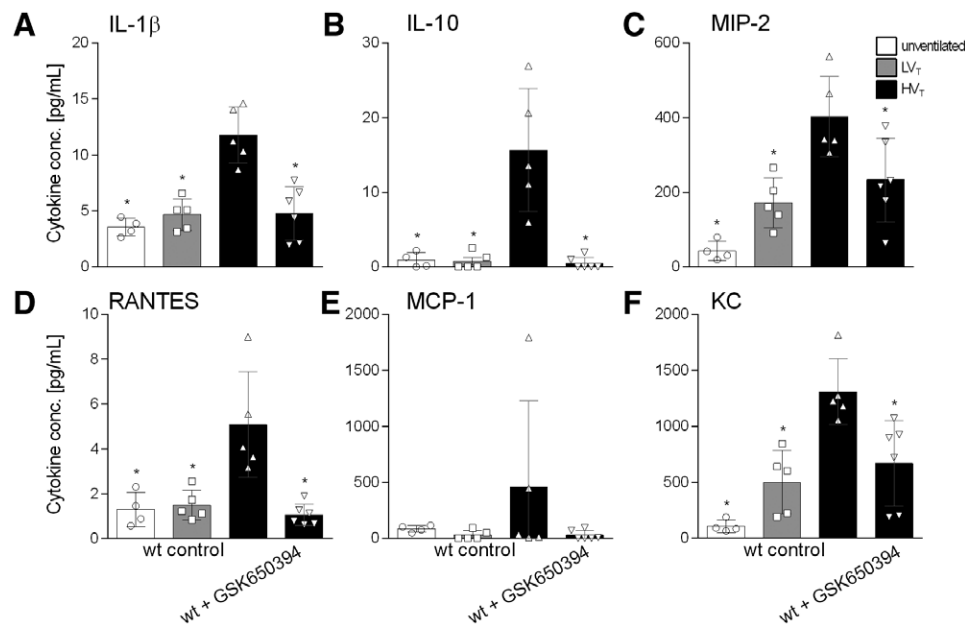 A IL-1β
B IL-10
C MIP-2
unventilated
LVT
HVT
Cytokine conc. [pg/mL]
20
15
10
5
0
* * *
30
20
10
0
* * *
600
400
200
0
* * *
D RANTES
E MCP-1
F KC
Cytokine conc. [pg/mL]
10
8
6
4
2
0
* * *
2000
1500
1000
500
0
2000
1500
1000
500
0
* * *
wt control
wt + GSK650394
wt control
wt + GSK650394
wt control
wt + GSK650394